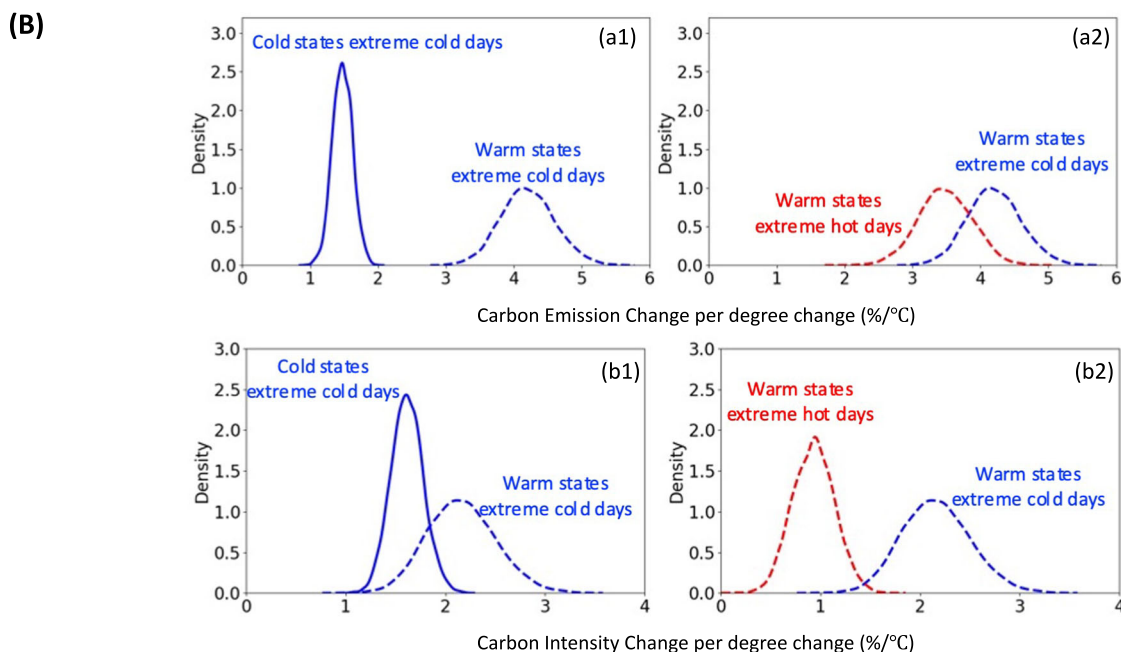 (B)
(a1)
Cold states extreme cold days
Warm states
extreme cold days
Density
3.0
2.5
2.0
1.5
1.0
0.5
0.0
0 1 2 3 4 5 6
(a2)
Warm states
extreme cold days
Warm states
extreme hot days
Density
3.0
2.5
2.0
1.5
1.0
0.5
0.0
0 1 2 3 4 5 6
Carbon Emission Change per degree change (%/℃)
(b1)
Cold states
extreme cold days
Warm states
extreme cold days
Density
3.0
2.5
2.0
1.5
1.0
0.5
0.0
0 1 2 3 4
(b2)
Warm states
extreme hot days
Warm states
extreme cold days
Density
3.0
2.5
2.0
1.5
1.0
0.5
0.0
0 1 2 3 4
Carbon Intensity Change per degree change (%/℃)